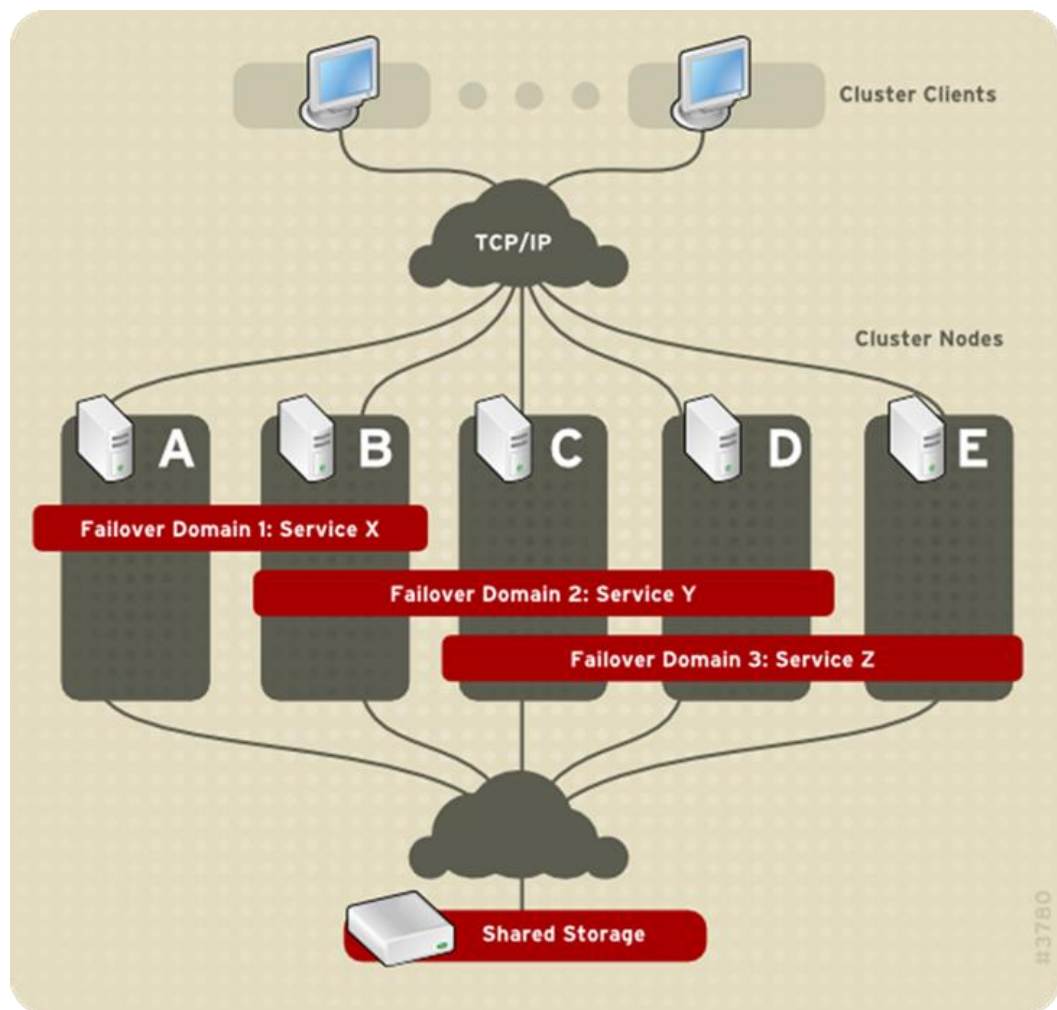 Cluster Clients
TCP/IP
Cluster Nodes
A
B
C
D
E
Failover Domain 1: Service X
Failover Domain 2: Service Y
Failover Domain 3: Service Z
Shared Storage
#3780